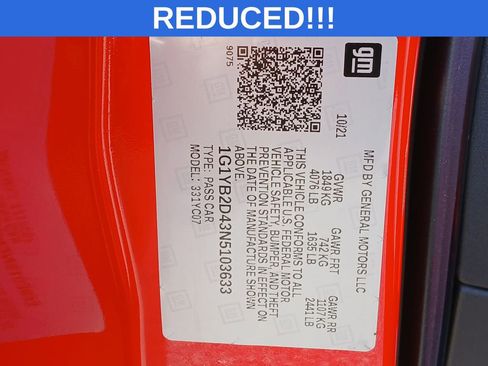 REDUCED!!!
gm
9075
10/21
MFD BY GENERAL MOTORS LLC
GVWR GAWR FRT GAWR RR
1849 KG 742 KG 1107 KG
4076 LB 1635 LB 2441 LB
THIS VEHICLE CONFORMS TO ALL
APPLICABLE U.S. FEDERAL MOTOR
VEHICLE SAFETY, BUMPER, AND THEFT
PREVENTION STANDARDS IN EFFECT ON
THE DATE OF MANUFACTURE SHOWN
ABOVE.
1G1YB2D43N5103633
TYPE: PASS CAR
MODEL: 331YC07